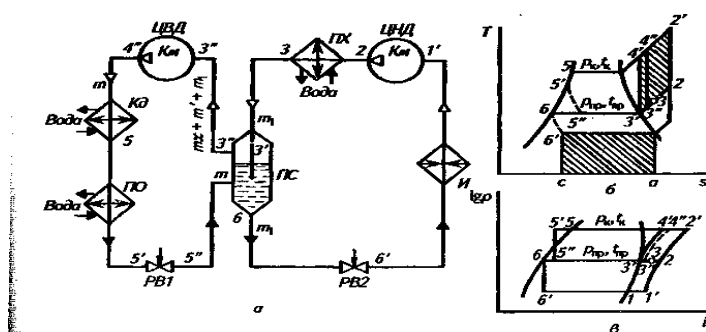 ЦВД
4″
Км
3″
m
Вода
Кд
5
ПО
Вода
5′
РВ1
5″
mx + m′ + m₁
3″
3′
m
ПС
6
m₁
m₁
3
ПХ
Вода
2
ЦНД
Км
1′
И
РВ2
6′
а
T
5
pк, tк
4′
4″
2′
5′
2
6
pпр, tпр
5″
3′
3″
3
6′
c
б
a
s
lgp
5′
5
pк, tк
4′
4″
2′
6
5″
pпр, tпр
3′
3″
3
2
6′
1
1′
в
i